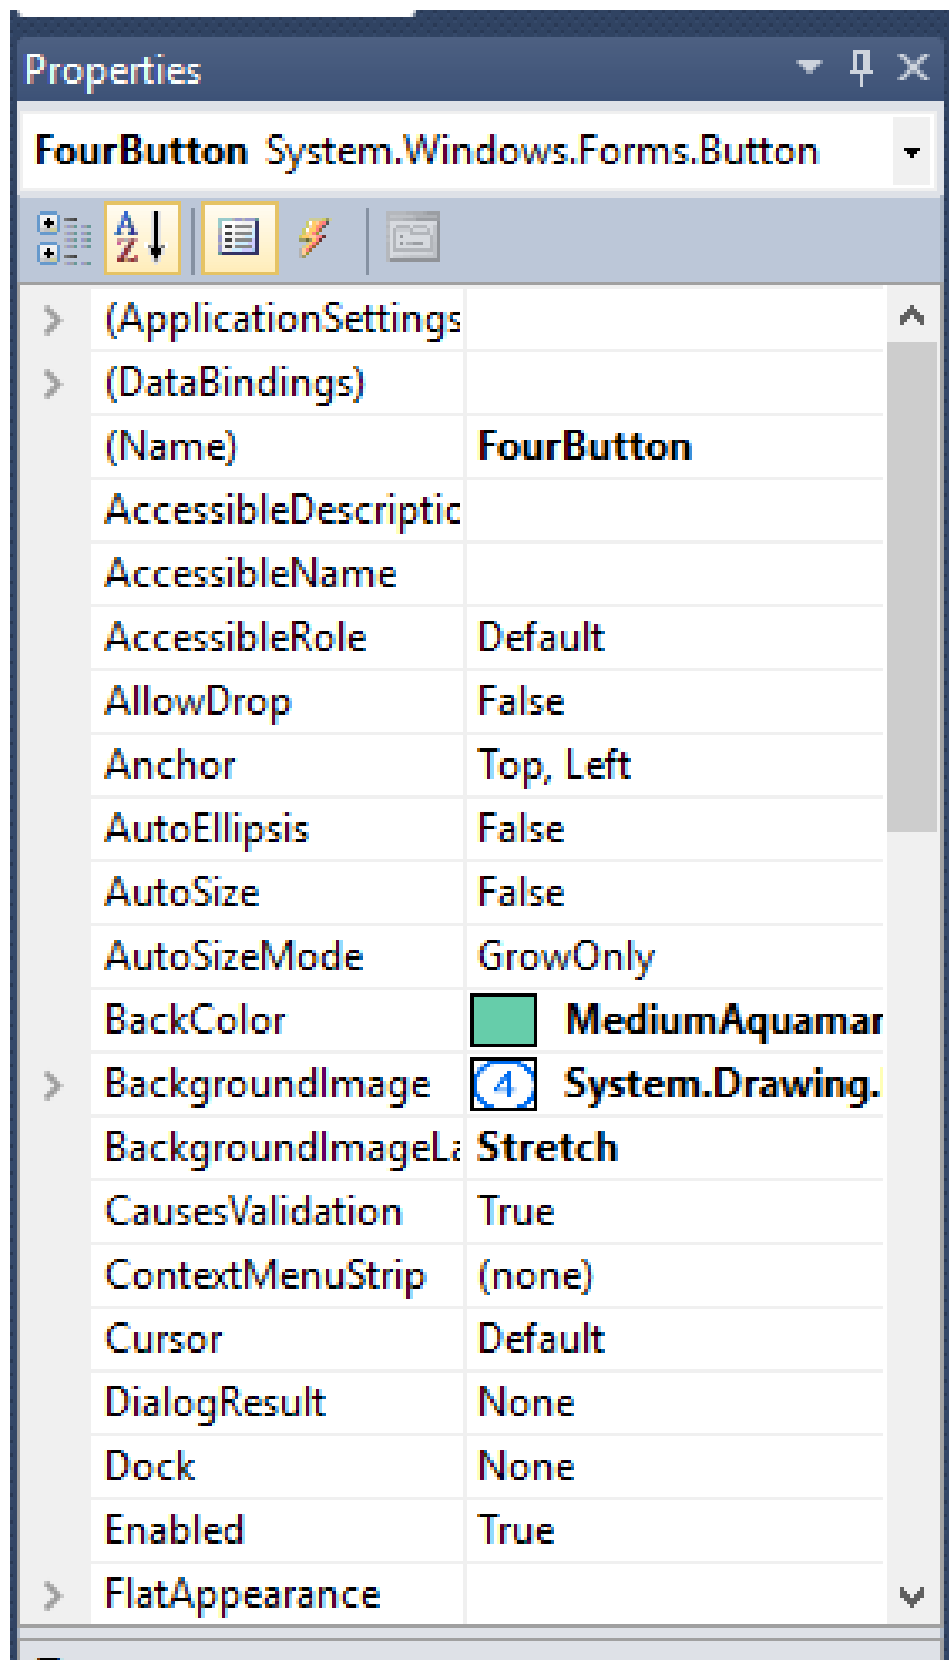 Properties
FourButton System.Windows.Forms.Button
(ApplicationSettings
(DataBindings)
(Name) FourButton
AccessibleDescriptic
AccessibleName
AccessibleRole Default
AllowDrop False
Anchor Top, Left
AutoEllipsis False
AutoSize False
AutoSizeMode GrowOnly
BackColor MediumAquamar
BackgroundImage 4 System.Drawing.
BackgroundImageLa Stretch
CausesValidation True
ContextMenuStrip (none)
Cursor Default
DialogResult None
Dock None
Enabled True
FlatAppearance